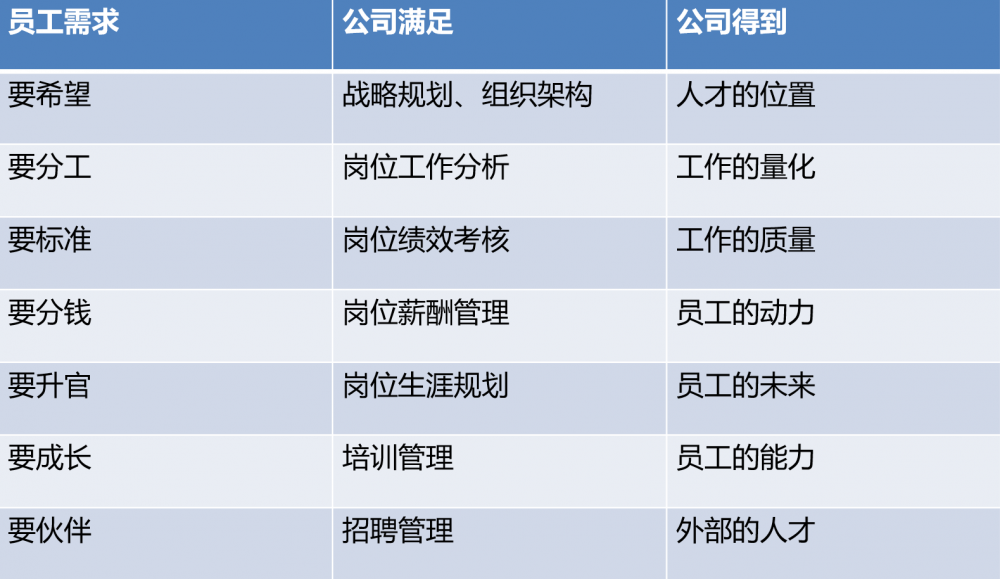 员工需求 公司满足 公司得到
要希望 战略规划、组织架构 人才的位置
要分工 岗位工作分析 工作的量化
要标准 岗位绩效考核 工作的质量
要分钱 岗位薪酬管理 员工的动力
要升官 岗位生涯规划 员工的未来
要成长 培训管理 员工的能力
要伙伴 招聘管理 外部的人才